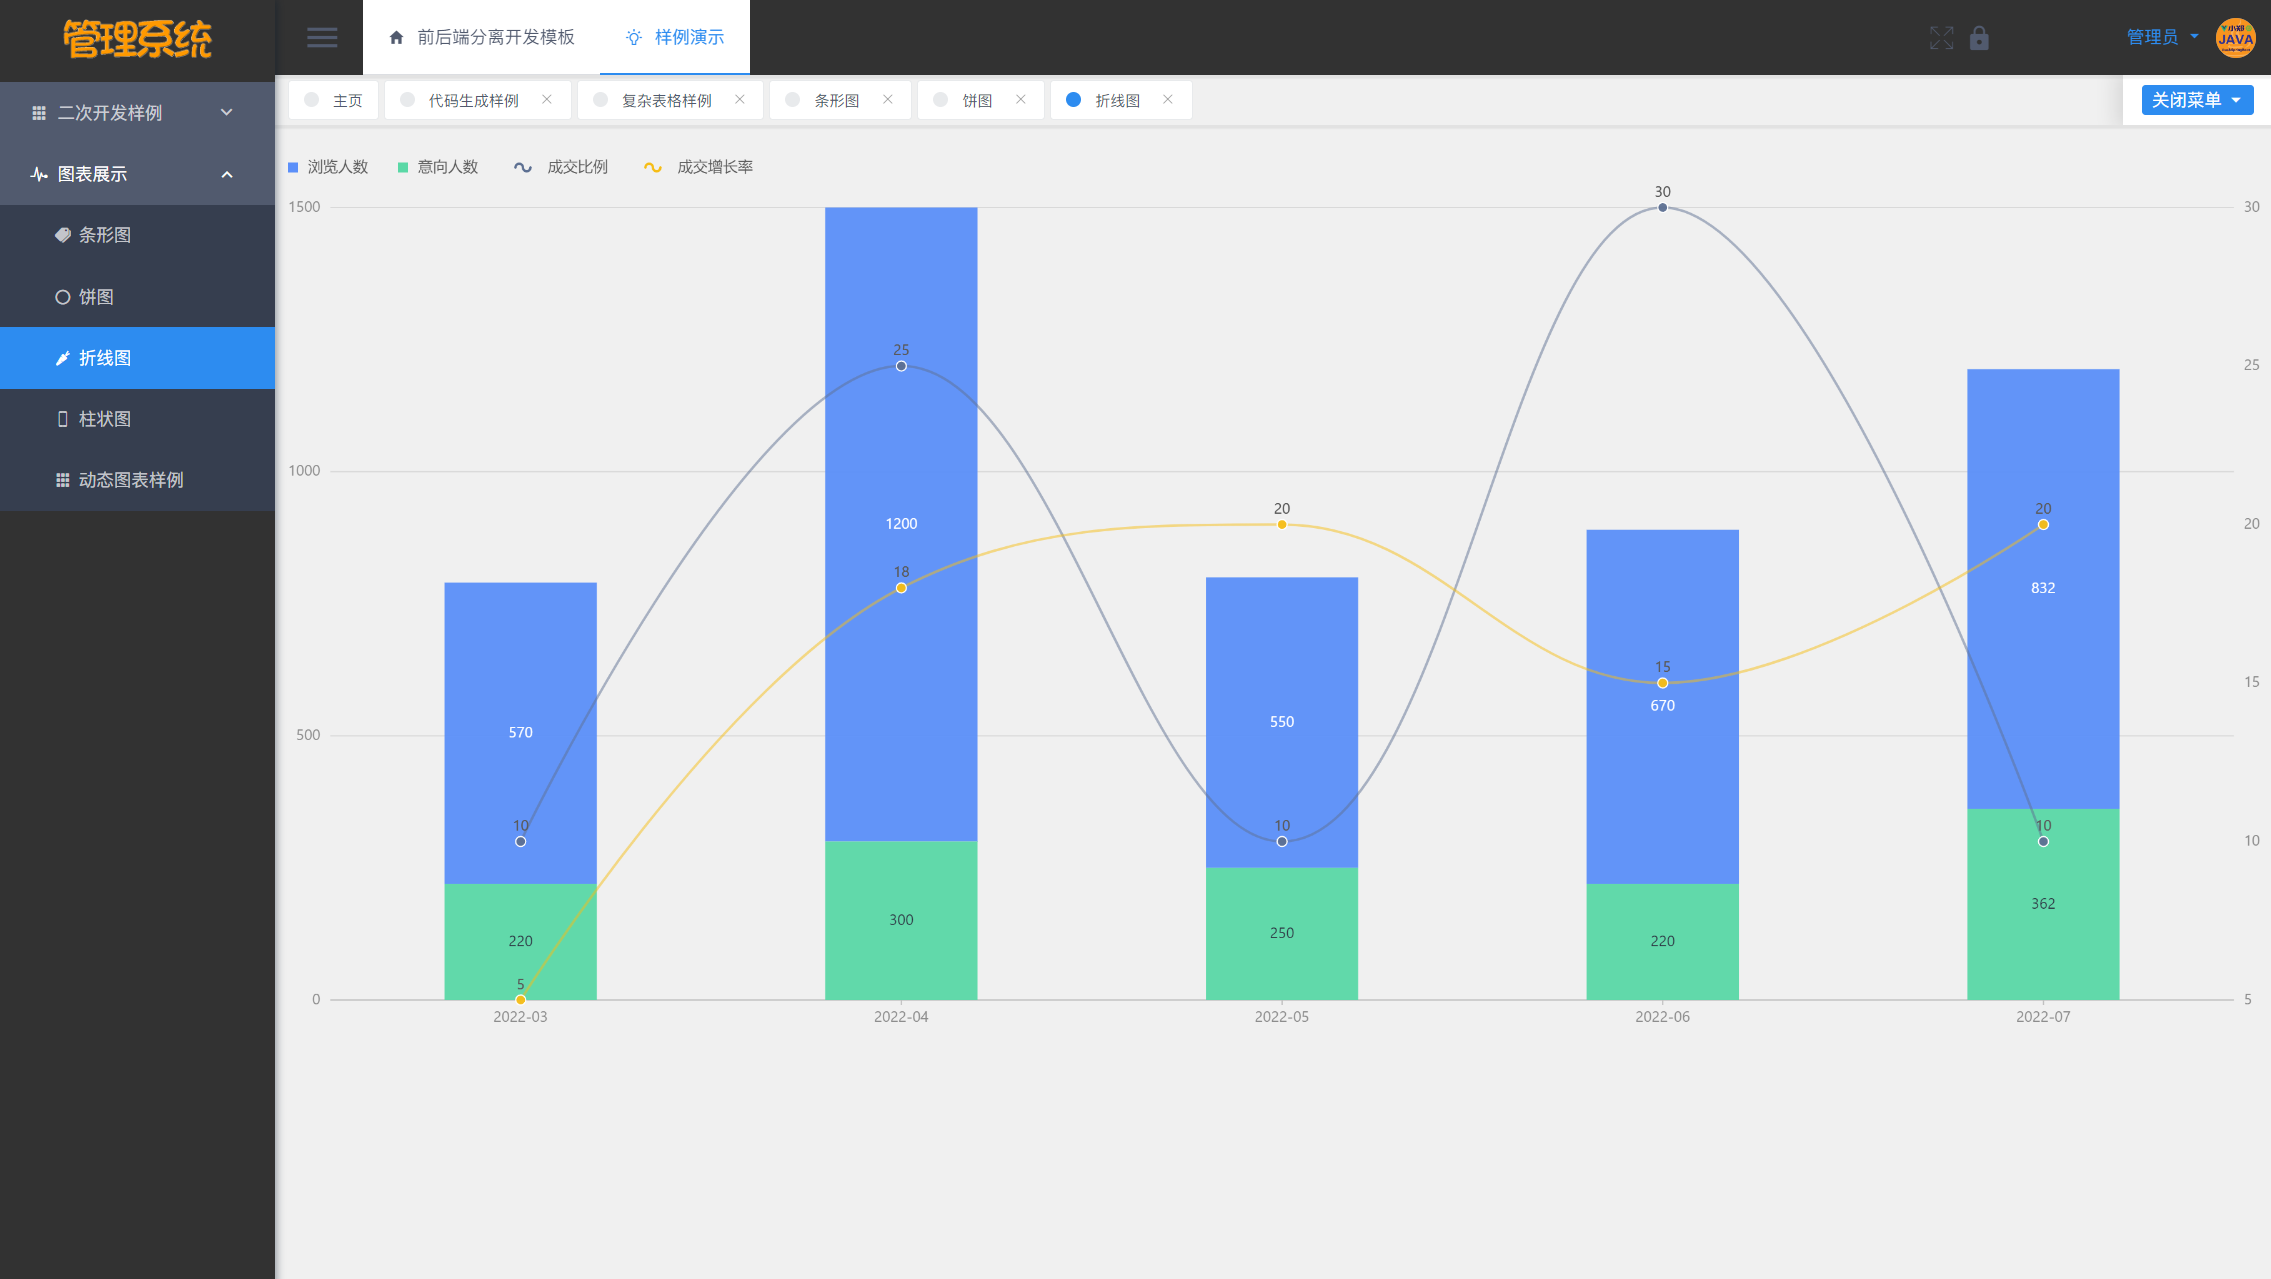 管理系统
前后端分离开发模板
样例演示
管理员
小郑
JAVA
二次开发样例
图表展示
条形图
饼图
折线图
柱状图
动态图表样例
主页
代码生成样例
复杂表格样例
条形图
饼图
折线图
关闭菜单
浏览人数
意向人数
成交比例
成交增长率
1500
1000
500
0
30
25
20
15
10
5
570
10
220
5
25
1200
18
300
20
550
10
250
30
15
670
220
20
832
10
362
2022-03
2022-04
2022-05
2022-06
2022-07